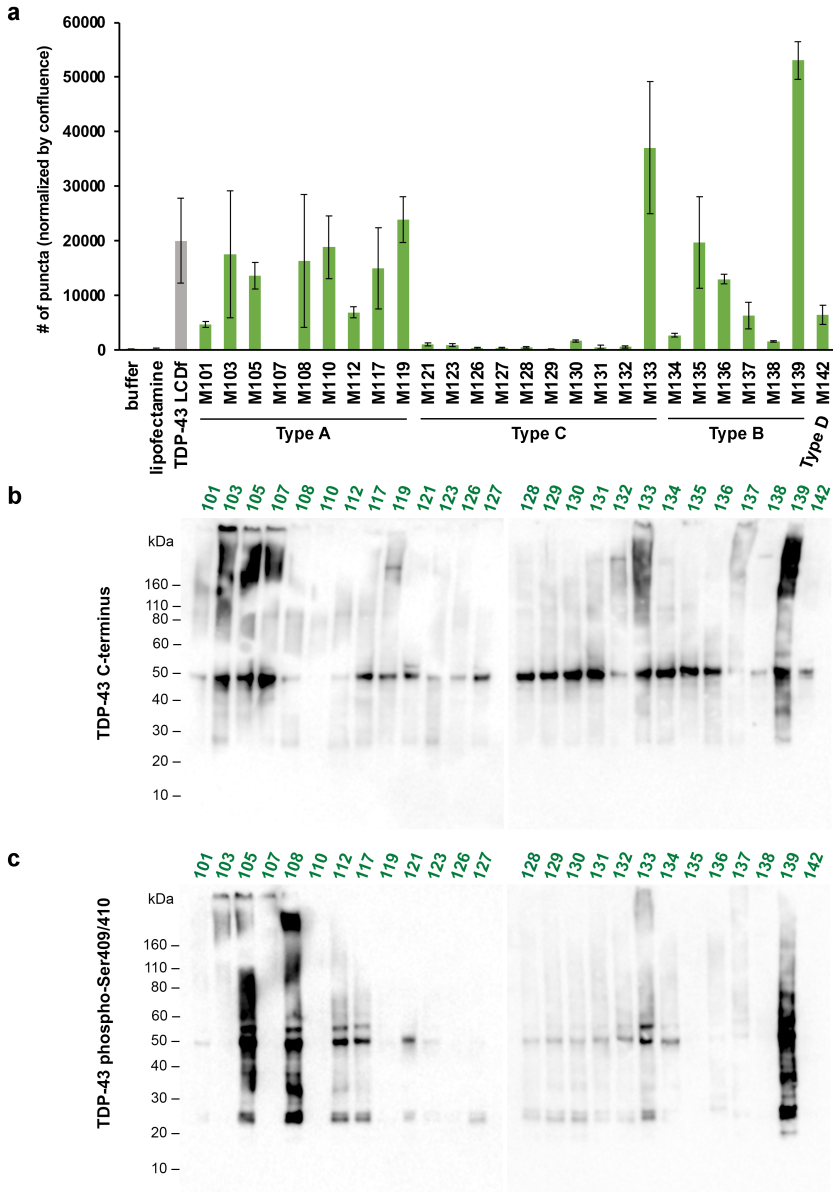 a
# of puncta (normalized by confluence)
60000
50000
40000
30000
20000
10000
0
buffer
lipofectamine
TDP-43 LCDf
M101
M103
M105
M107
M108
M110
M112
M117
M119
M121
M123
M126
M127
M128
M129
M130
M131
M132
M133
M134
M135
M136
M137
M138
M139
M142
Type A
Type C
Type B
Type D
b
101 103 105 107 108 110 112 117 119 121 123 126 127 128 129 130 131 132 133 134 135 136 137 138 139 142
TDP-43 C-terminus
kDa
160 –
110 –
80 –
60 –
50 –
40 –
30 –
20 –
10 –
c
101 103 105 107 108 110 112 117 119 121 123 126 127 128 129 130 131 132 133 134 135 136 137 138 139 142
TDP-43 phospho-Ser409/410
kDa
160 –
110 –
80 –
60 –
50 –
40 –
30 –
20 –
10 –